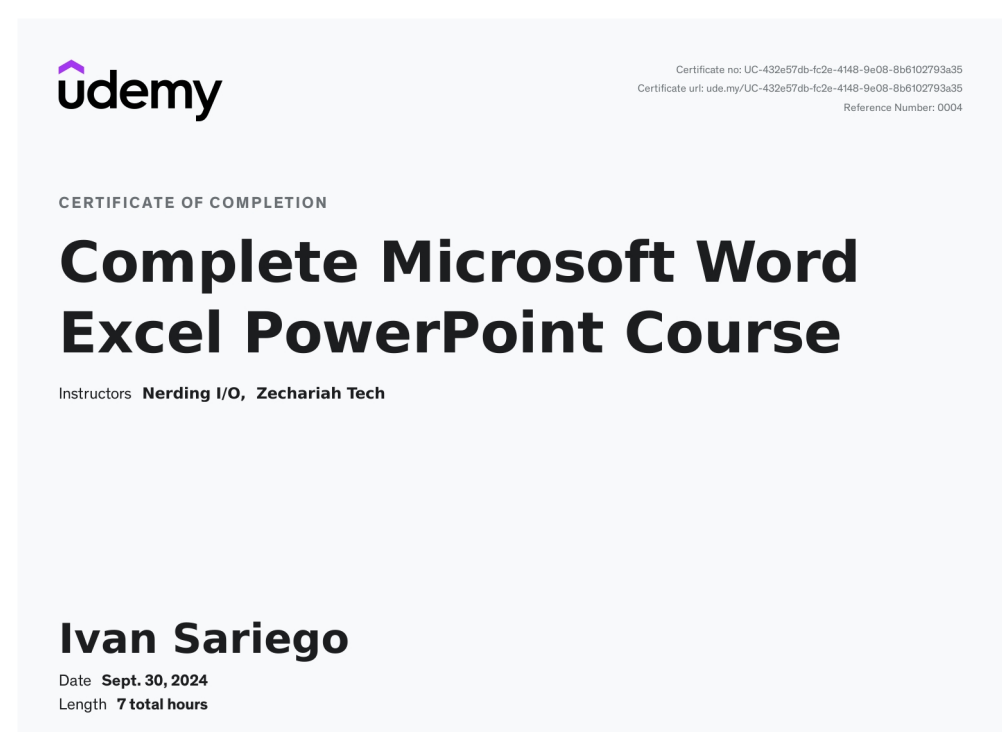 udemy
Certificate no: UC-432e57db-fc2e-4148-9e08-8b6102793a35
Certificate url: ude.my/UC-432e57db-fc2e-4148-9e08-8b6102793a35
Reference Number: 0004
CERTIFICATE OF COMPLETION
Complete Microsoft Word
Excel PowerPoint Course
Instructors Nerding I/O, Zechariah Tech
Ivan Sariego
Date Sept. 30, 2024
Length 7 total hours